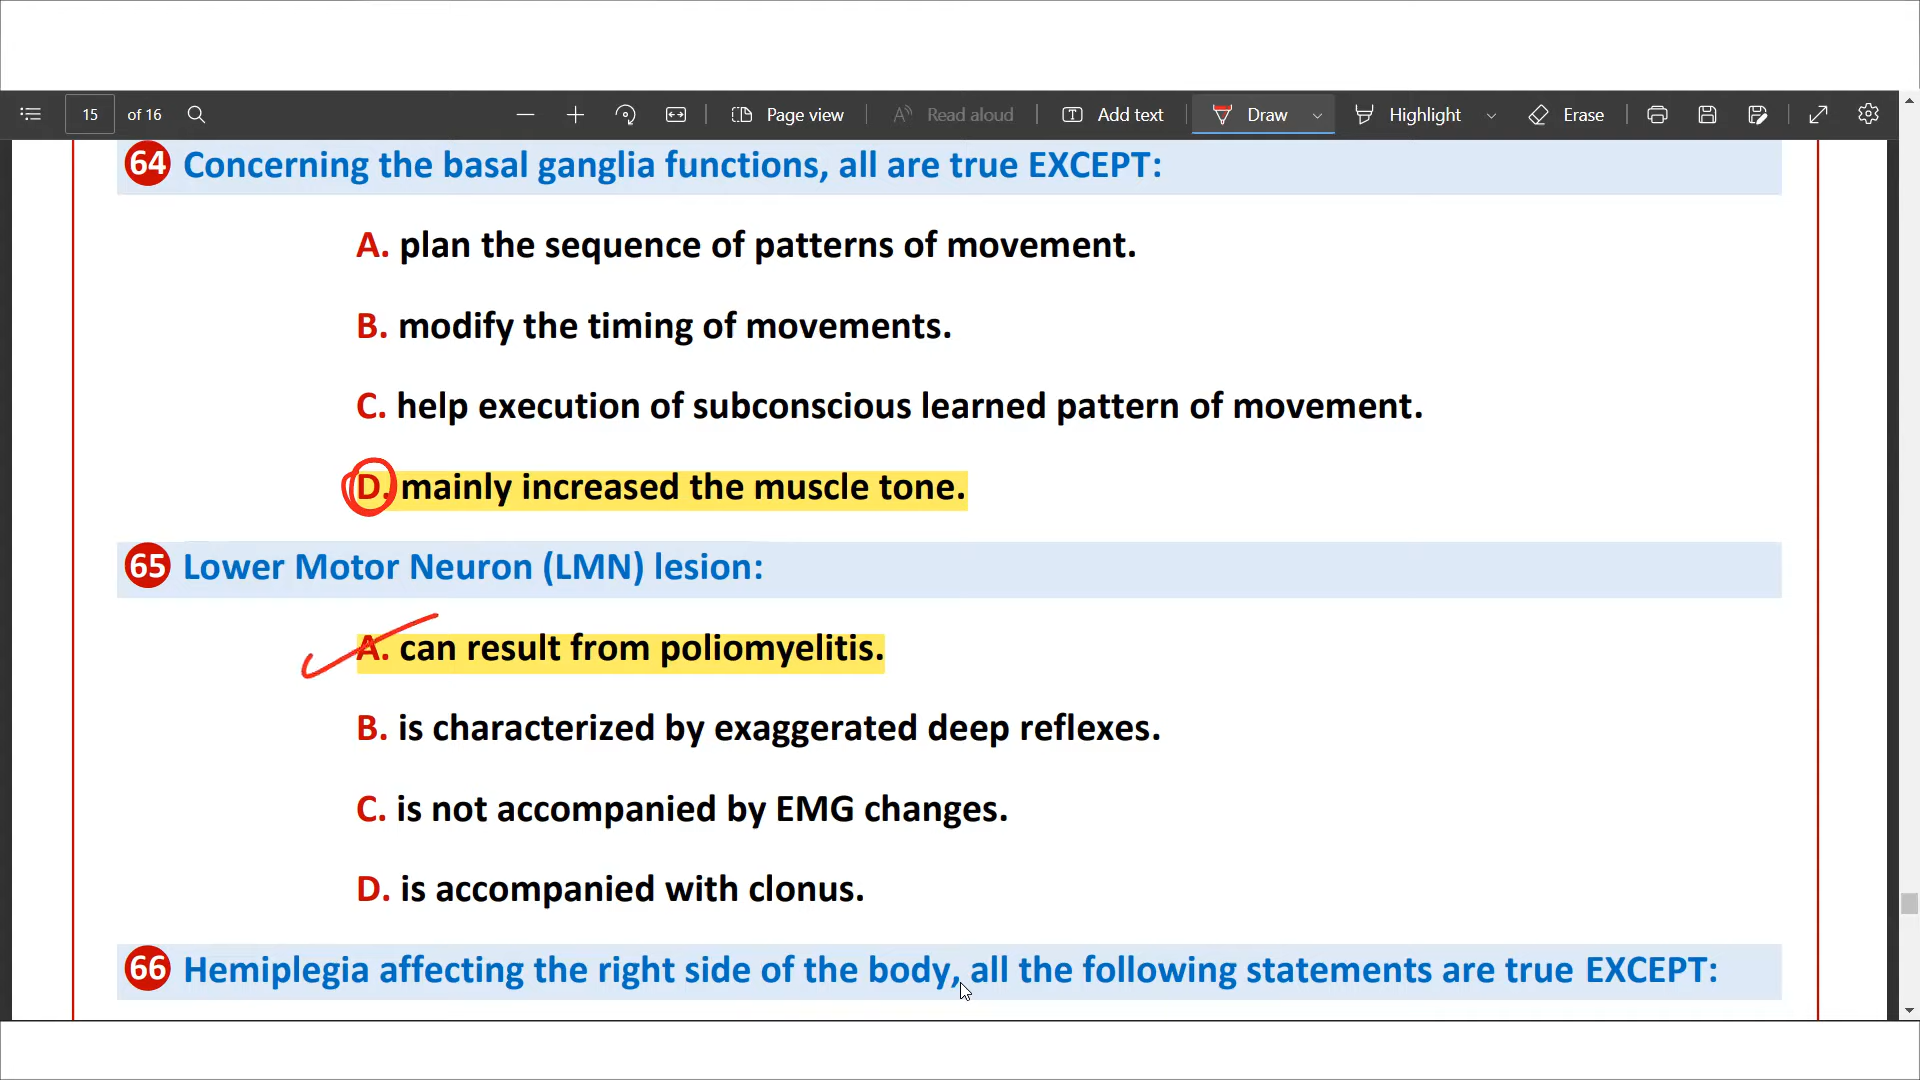 15 of 16 Page view Read aloud Add text Draw Highlight Erase
64 Concerning the basal ganglia functions, all are true EXCEPT:
A. plan the sequence of patterns of movement.
B. modify the timing of movements.
C. help execution of subconscious learned pattern of movement.
D. mainly increased the muscle tone.
65 Lower Motor Neuron (LMN) lesion:
A. can result from poliomyelitis.
B. is characterized by exaggerated deep reflexes.
C. is not accompanied by EMG changes.
D. is accompanied with clonus.
66 Hemiplegia affecting the right side of the body, all the following statements are true EXCEPT: